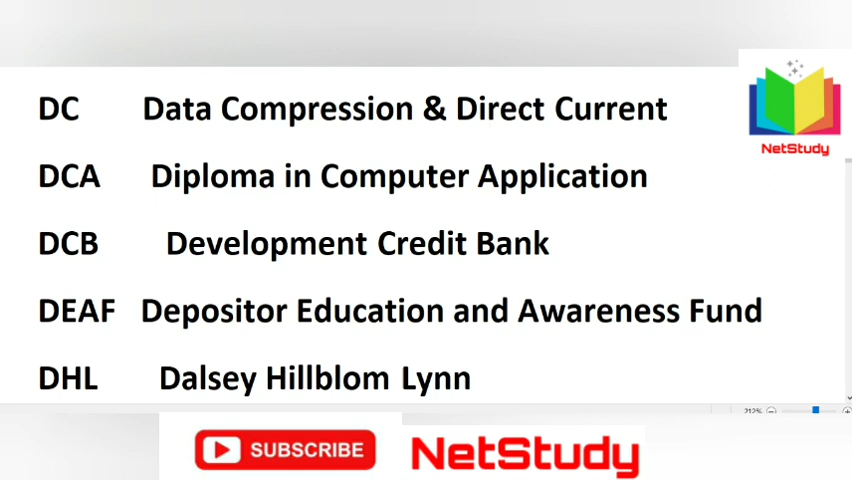 DC Data Compression & Direct Current
NetStudy
DCA Diploma in Computer Application
DCB Development Credit Bank
DEAF Depositor Education and Awareness Fund
DHL Dalsey Hillblom Lynn
212%
SUBSCRIBE NetStudy